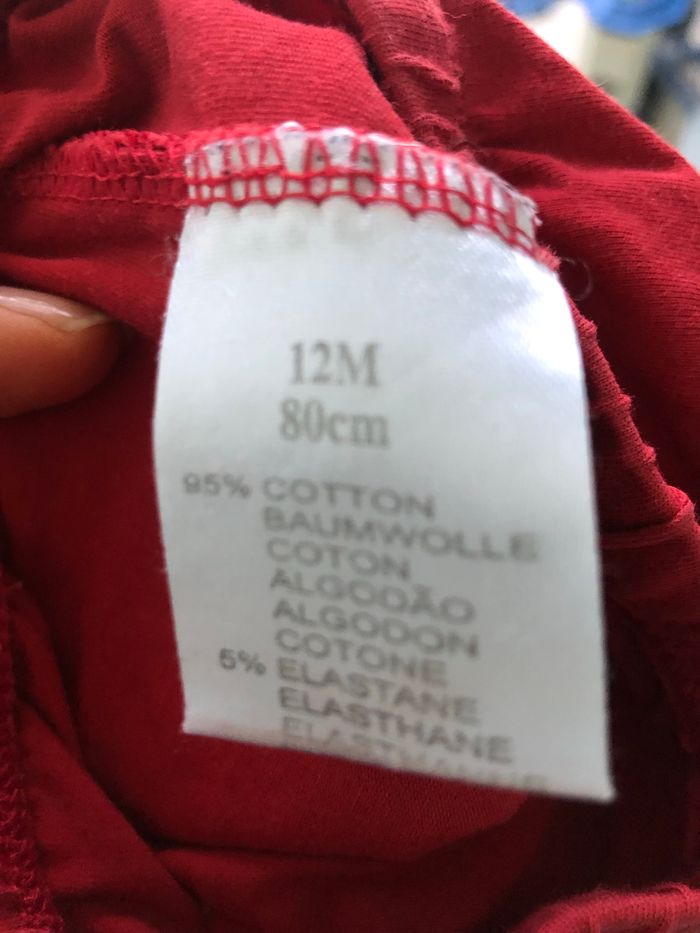 12M
80cm
95% COTTON
BAUMWOLLE
COTON
ALGODÃO
ALGODON
COTONE
5% ELASTANE
ELASTHANE